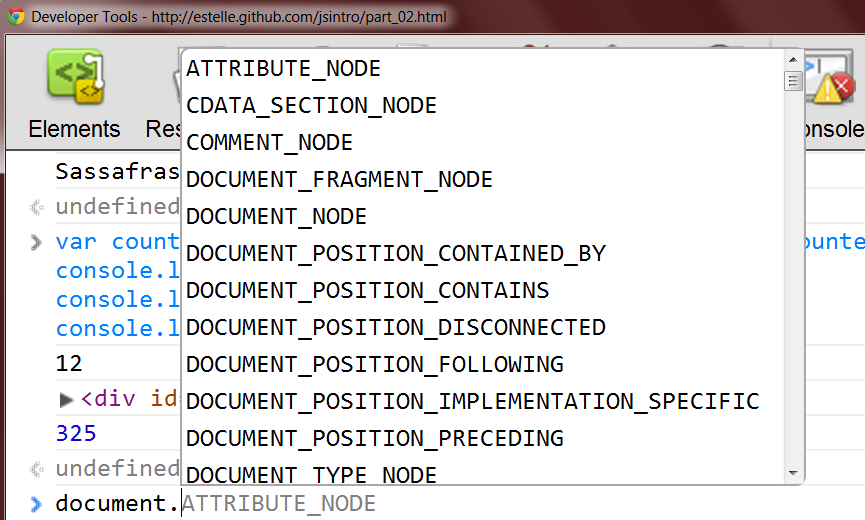 Developer Tools - http://estelle.github.com/jsintro/part_02.html
Elements
Sassafras
undefined
var count
console.l
console.l
console.l
12
<div id
325
undefined
document.ATTRIBUTE_NODE
ATTRIBUTE_NODE
CDATA_SECTION_NODE
COMMENT_NODE
DOCUMENT_FRAGMENT_NODE
DOCUMENT_NODE
DOCUMENT_POSITION_CONTAINED_BY
DOCUMENT_POSITION_CONTAINS
DOCUMENT_POSITION_DISCONNECTED
DOCUMENT_POSITION_FOLLOWING
DOCUMENT_POSITION_IMPLEMENTATION_SPECIFIC
DOCUMENT_POSITION_PRECEDING
DOCUMENT_TYPE_NODE